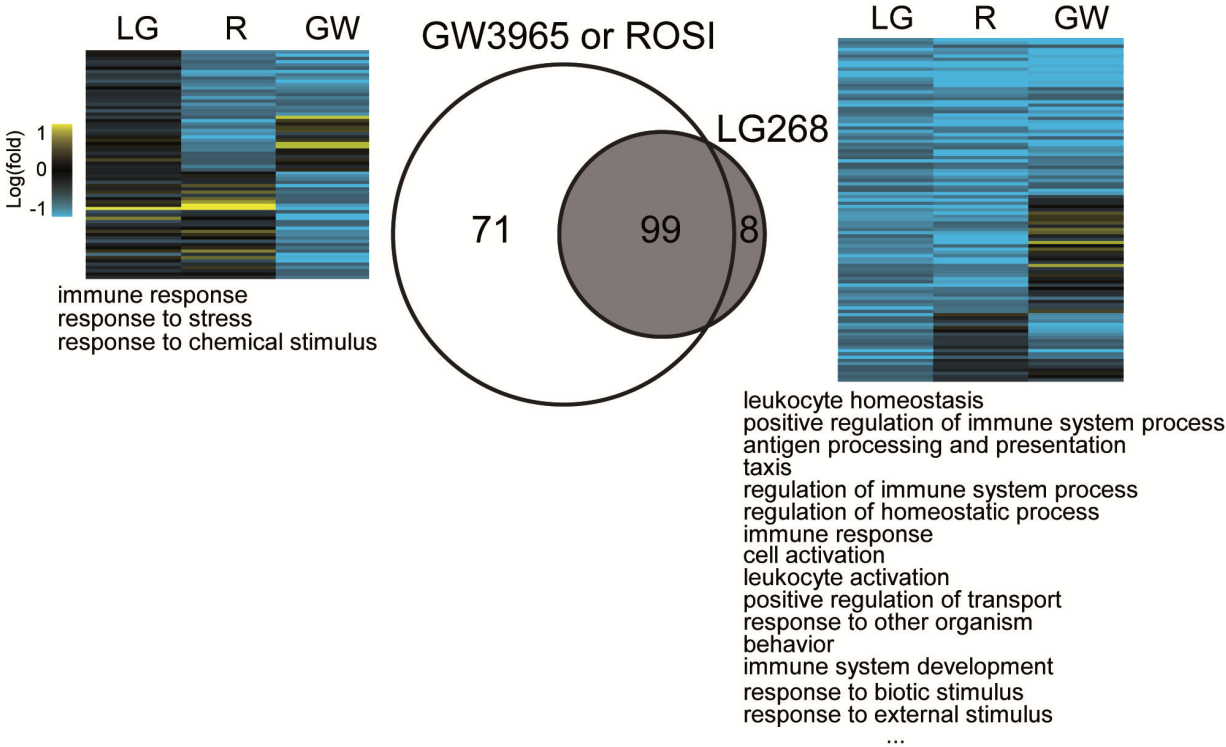 LG R GW
Log(fold)
1
0
-1
immune response
response to stress
response to chemical stimulus
GW3965 or ROSI
LG268
71 99 8
LG R GW
leukocyte homeostasis
positive regulation of immune system process
antigen processing and presentation
taxis
regulation of immune system process
regulation of homeostatic process
immune response
cell activation
leukocyte activation
positive regulation of transport
response to other organism
behavior
immune system development
response to biotic stimulus
response to external stimulus
...